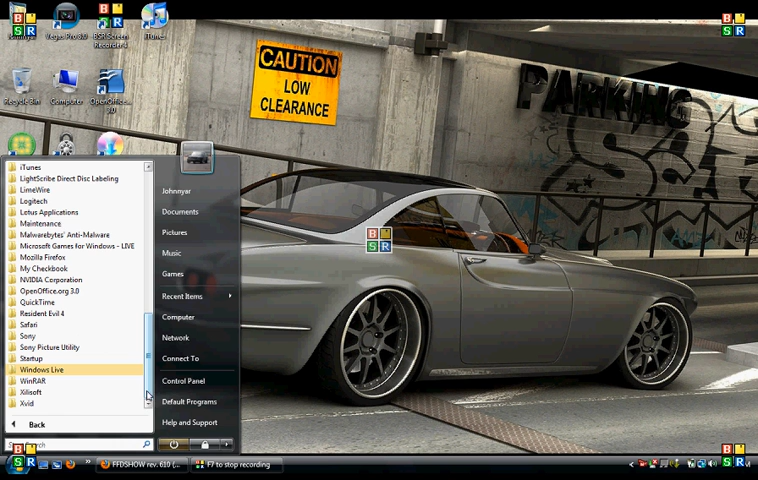 Vegas Pro 8.0
BSR Screen
Recorder 4
iTunes
B
S R
B
S R
B
S R
Recycle Bin
Computer
OpenOffice....
3.0
CAUTION
LOW
CLEARANCE
PARKING
iTunes
LightScribe Direct Disc Labeling
LimeWire
Logitech
Lotus Applications
Maintenance
Malwarebytes' Anti-Malware
Microsoft Games for Windows - LIVE
Mozilla Firefox
My Checkbook
NVIDIA Corporation
OpenOffice.org 3.0
QuickTime
Resident Evil 4
Safari
Sony
Sony Picture Utility
Startup
Windows Live
WinRAR
Xilisoft
Xvid
Back
Johnnyar
Documents
Pictures
Music
Games
Recent Items
Computer
Network
Connect To
Control Panel
Default Programs
Help and Support
B
S R
B
S R
B
S R
FFDSHOW rev. 610 (...
F7 to stop recording